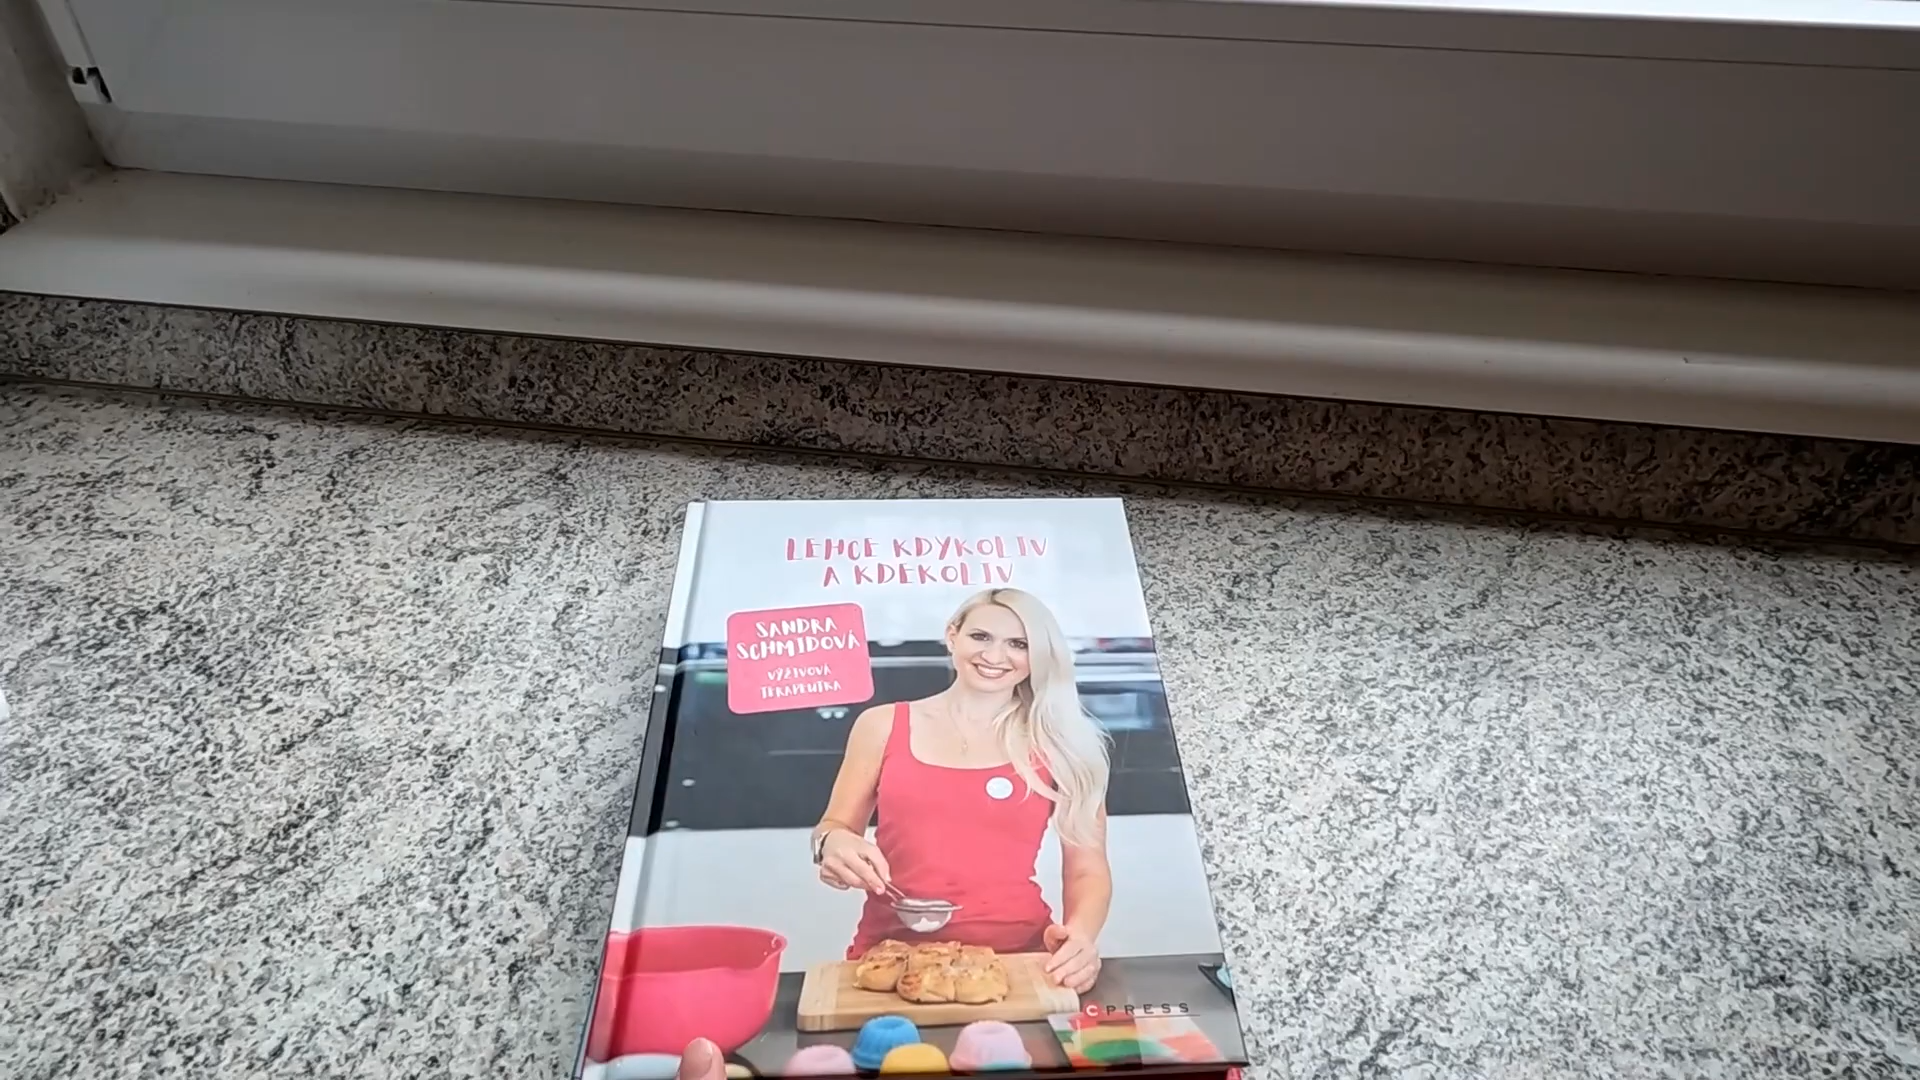 LEHCE KDYKOLIV
A KDEKOLIV
SANDRA
SCHMIDOVÁ
VÝŽIVOVÁ
TERAPEUTKA
CPRESS